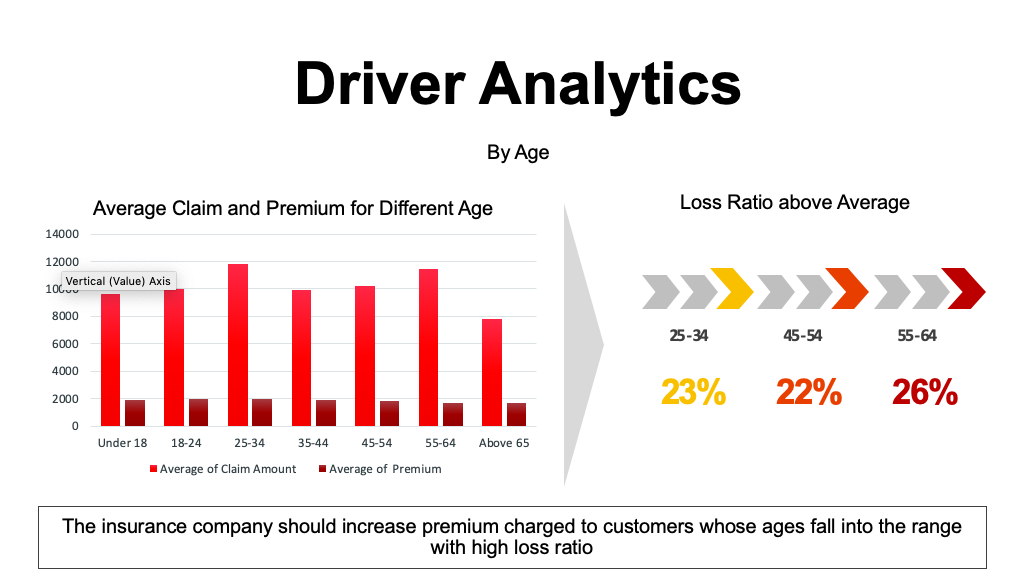 Driver Analytics
By Age
Average Claim and Premium for Different Age
14000
12000
Vertical (Value) Axis
8000
6000
4000
2000
0
Under 18 18-24 25-34 35-44 45-54 55-64 Above 65
Average of Claim Amount Average of Premium
Loss Ratio above Average
25-34 45-54 55-64
23% 22% 26%
The insurance company should increase premium charged to customers whose ages fall into the range
with high loss ratio